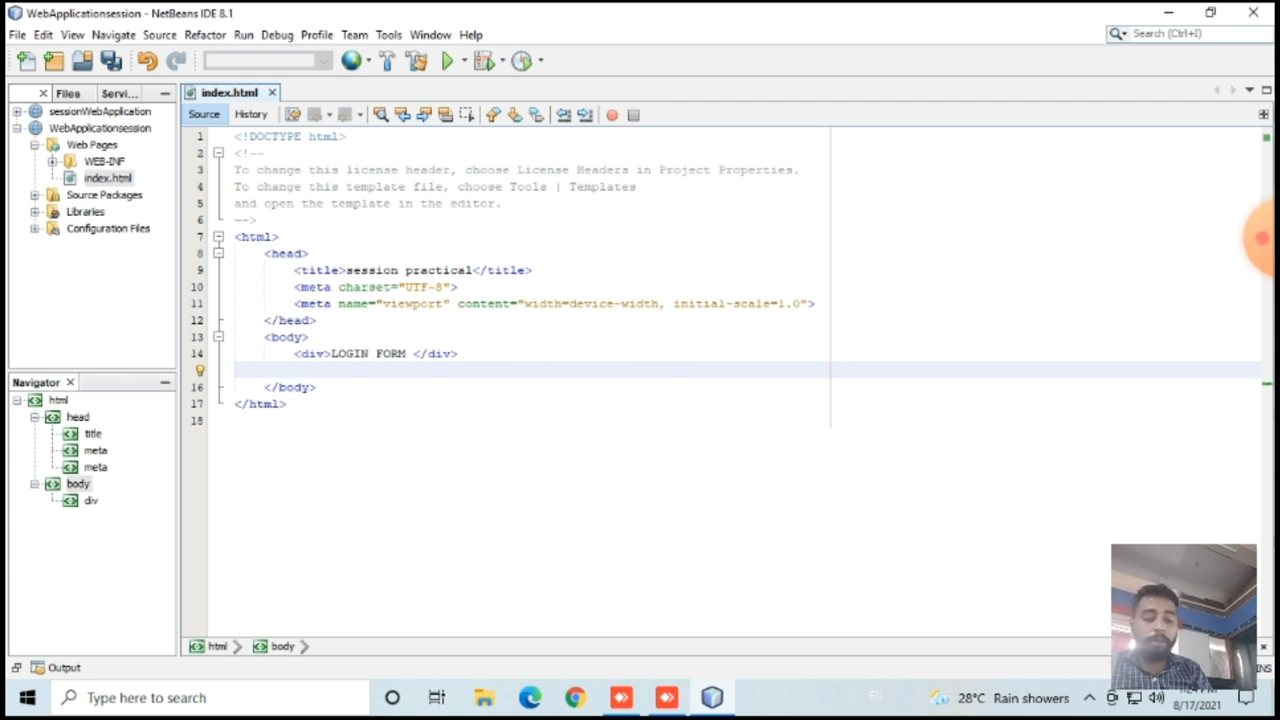 WebApplicationsession - NetBeans IDE 8.1
File Edit View Navigate Source Refactor Run Debug Profile Team Tools Window Help
Search (Ctrl+I)
Files Servi...
index.html
sessionWebApplication
WebApplicationsession
Web Pages
WEB-INF
index.html
Source Packages
Libraries
Configuration Files
Source History
1 <!DOCTYPE html>
2 <!--
3 To change this license header, choose License Headers in Project Properties.
4 To change this template file, choose Tools | Templates
5 and open the template in the editor.
6 -->
7 <html>
8 <head>
9 <title>session practical</title>
10 <meta charset="UTF-8">
11 <meta name="viewport" content="width=device-width, initial-scale=1.0">
12 </head>
13 <body>
14 <div>LOGIN FORM </div>
16 </body>
17 </html>
18
Navigator
html
head
title
meta
meta
body
div
html body
Output
INS
Type here to search
28°C Rain showers
8/17/2021